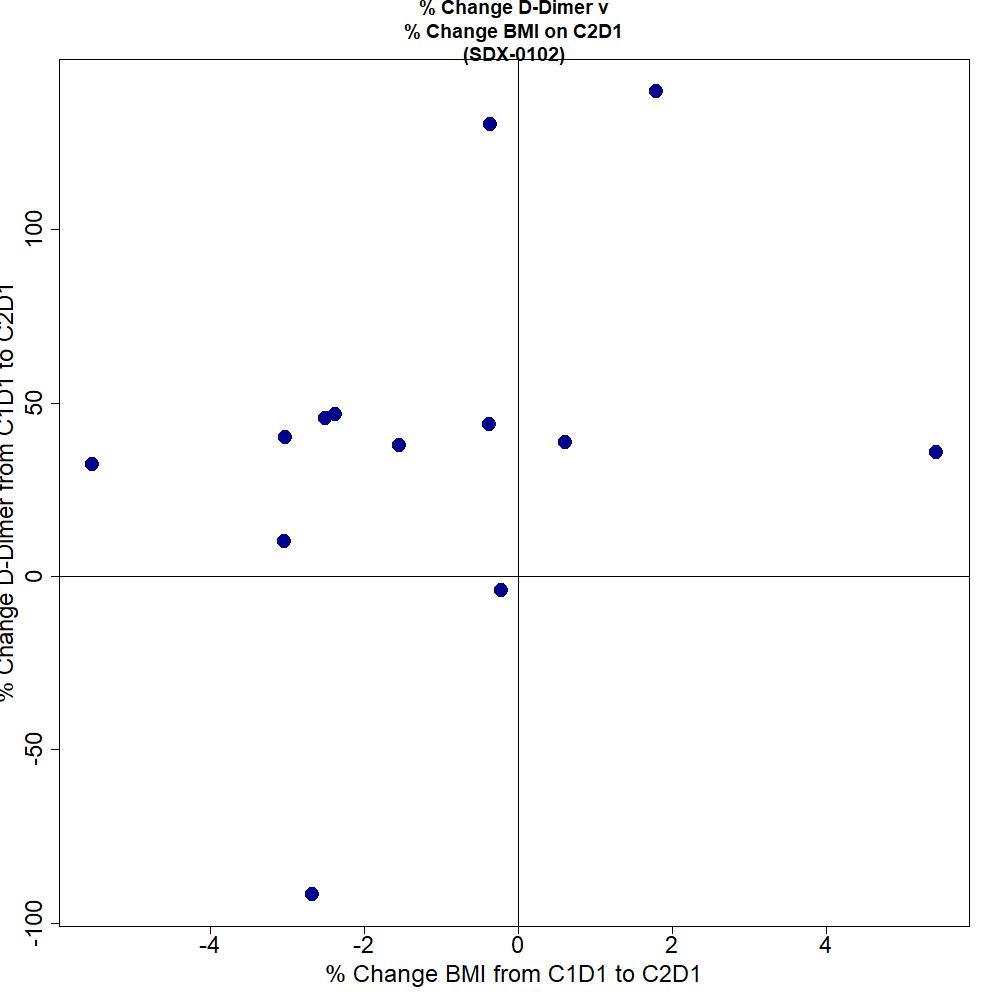 % Change D-Dimer v
% Change BMI on C2D1
(SDX-0102)
% Change D-Dimer from C1D1 to C2D1
100
50
0
-50
-100
-4
-2
0
2
4
% Change BMI from C1D1 to C2D1